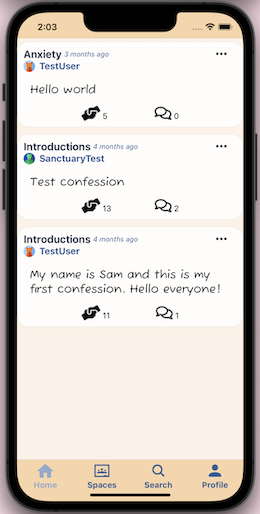 2:03
Anxiety 3 months ago
TestUser
Hello world
5 0
Introductions 4 months ago
SanctuaryTest
Test confession
13 2
Introductions 4 months ago
TestUser
My name is Sam and this is my
first confession. Hello everyone!
11 1
Home Spaces Search Profile